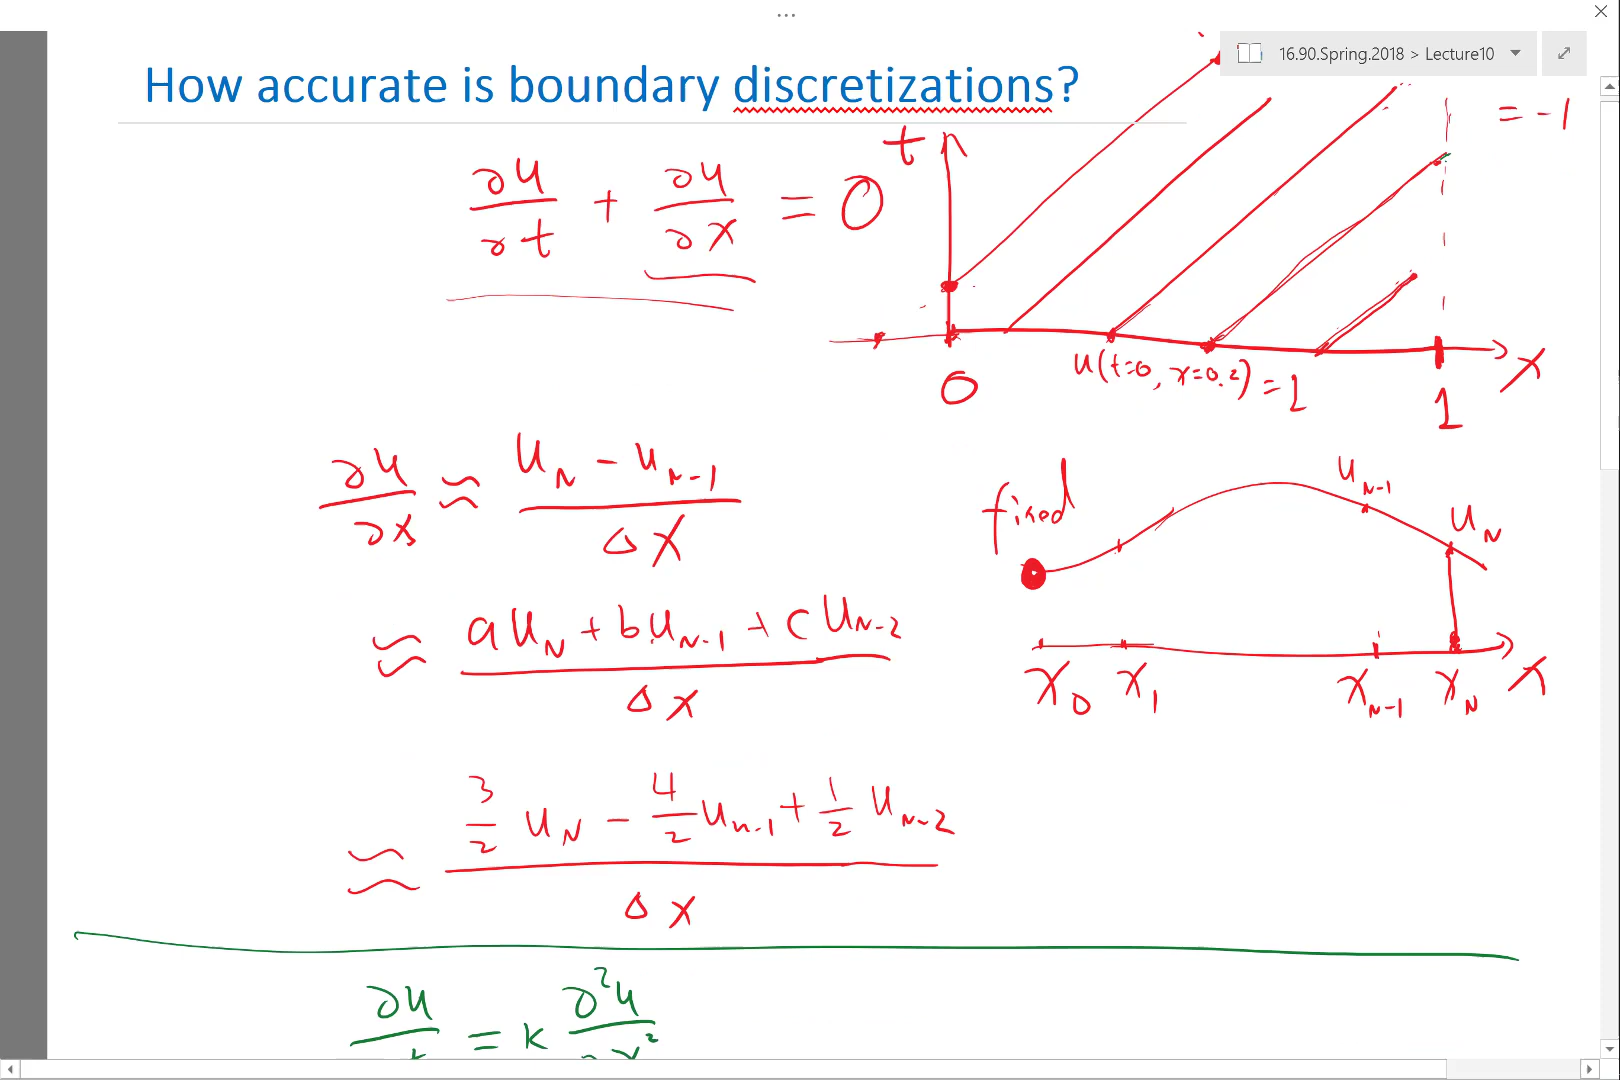 16.90.Spring.2018 > Lecture10
How accurate is boundary discretizations?
= -1
∂u/∂t + ∂u/∂x = 0
t
x
0
1
u(t=0, x=0.2) = 1
∂u/∂x ≈ (u_N - u_{N-1})/Δx
fixed
u_{N-1}
u_N
≈ (a u_N + b u_{N-1} + c u_{N-2})/Δx
x_0 x_1 x_{N-1} x_N x
≈ (3/2 u_N - 4/2 u_{n-1} + 1/2 u_{N-2})/Δx
∂u/∂t = k ∂²u/∂x²